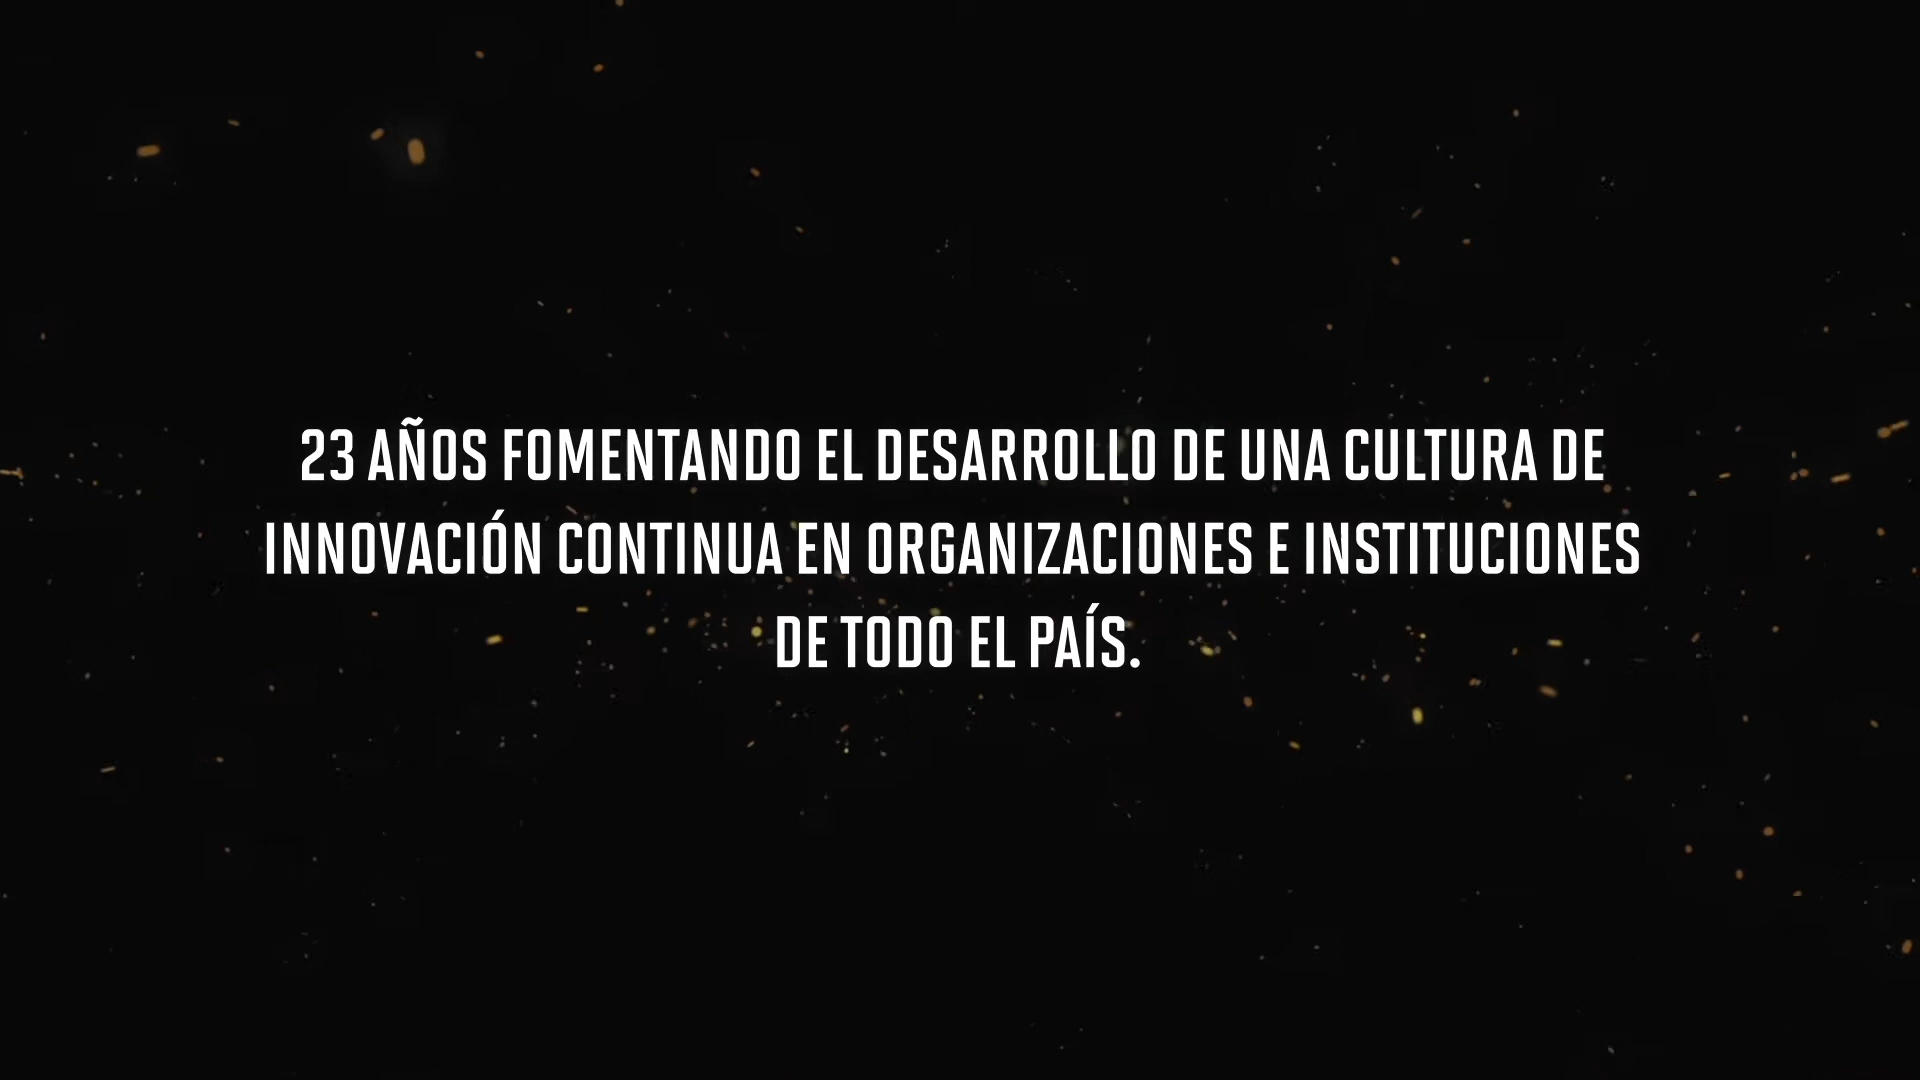 23 AÑOS FOMENTANDO EL DESARROLLO DE UNA CULTURA DE
INNOVACIÓN CONTINUA EN ORGANIZACIONES E INSTITUCIONES
DE TODO EL PAÍS.